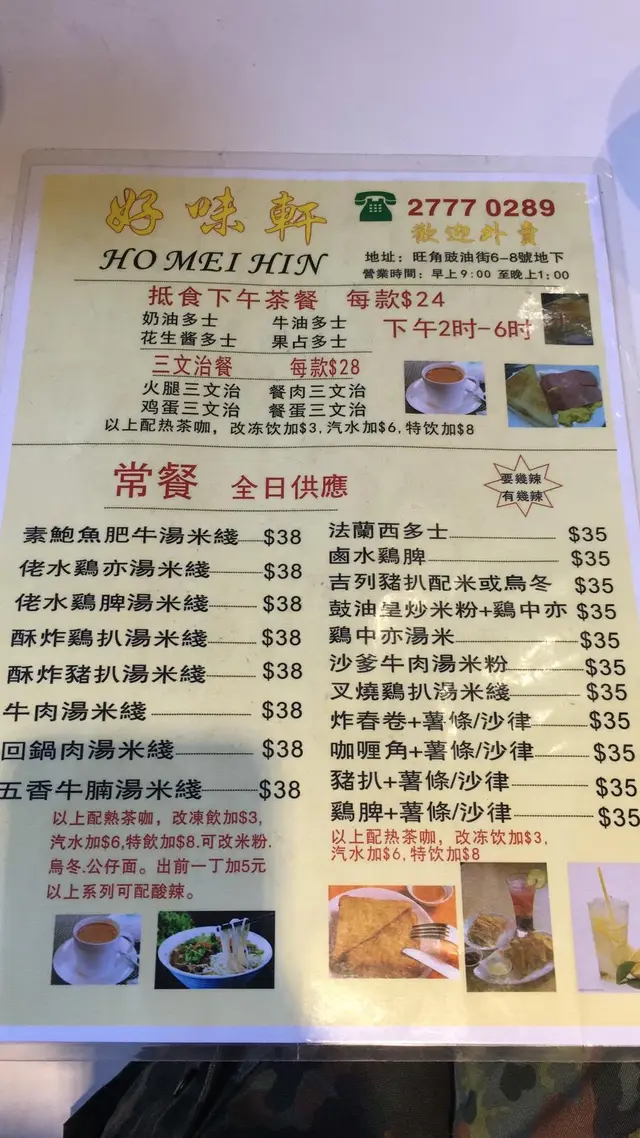 好味軒
HO MEI HIN
2777 0289
歡迎外賣
地址：旺角豉油街6-8號地下
營業時間：早上9:00 至晚上1:00
抵食下午茶餐 每款$24
奶油多士 牛油多士
花生醬多士 果占多士
下午2时-6时
三文治餐 每款$28
火腿三文治 餐肉三文治
鸡蛋三文治 餐蛋三文治
以上配热茶咖，改冻饮加$3,汽水加$6,特饮加$8
常餐 全日供應
要幾辣
有幾辣
素鮑魚肥牛湯米綫 $38
佬水鷄亦湯米綫 $38
佬水鷄脾湯米綫 $38
酥炸鷄扒湯米綫 $38
酥炸豬扒湯米綫 $38
牛肉湯米綫 $38
回鍋肉湯米綫 $38
五香牛腩湯米綫 $38
以上配熱茶咖，改凍飲加$3,
汽水加$6,特飲加$8.可改米粉.
烏冬.公仔面。出前一丁加5元
以上系列可配酸辣。
法蘭西多士 $35
鹵水鷄脾 $35
吉列豬扒配米或烏冬 $35
鼓油皇炒米粉+鷄中亦 $35
鷄中亦湯米 $35
沙爹牛肉湯米粉 $35
叉燒鷄扒湯米綫 $35
炸春卷+薯條/沙律 $35
咖喱角+薯條/沙律 $35
豬扒+薯條/沙律 $35
鷄脾+薯條/沙律 $35
以上配热茶咖，改冻饮加$3,
汽水加$6,特饮加$8